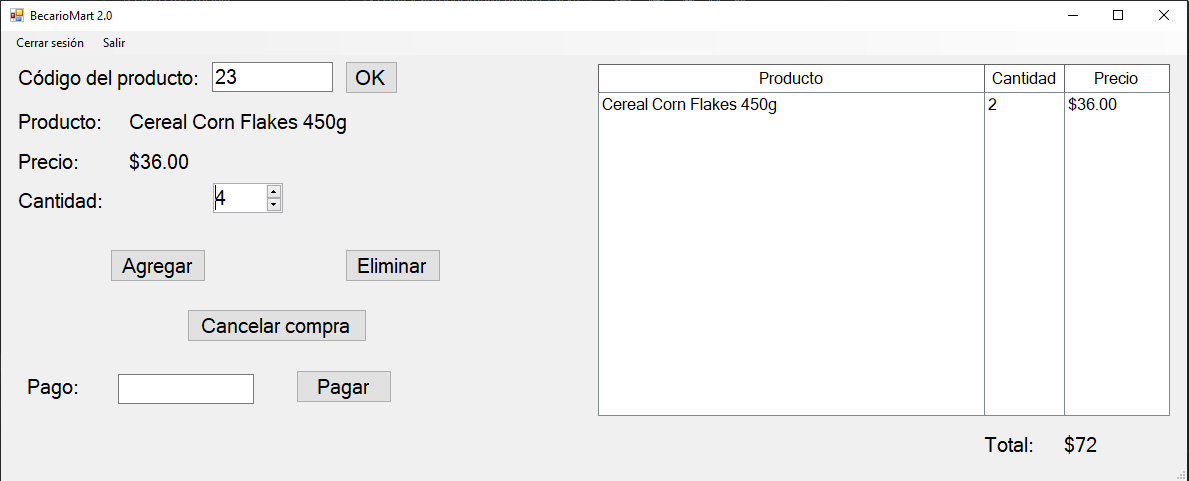 BecarioMart 2.0
Cerrar sesión Salir
Código del producto: 23 OK
Producto: Cereal Corn Flakes 450g
Precio: $36.00
Cantidad: 4
Agregar Eliminar
Cancelar compra
Pago: Pagar
Producto Cantidad Precio
Cereal Corn Flakes 450g 2 $36.00
Total: $72